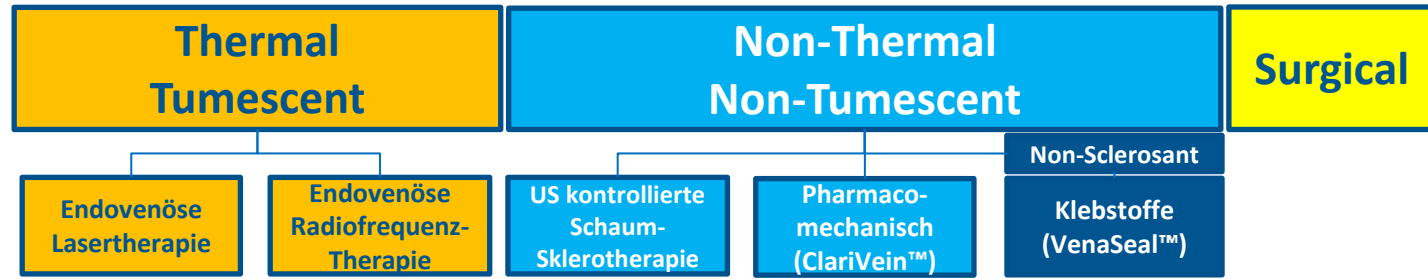 Thermal
Tumescent
Non-Thermal
Non-Tumescent
Surgical
Non-Sclerosant
Endovenöse
Lasertherapie
Endovenöse
Radiofrequenz-
Therapie
US kontrollierte
Schaum-
Sklerotherapie
Pharmaco-
mechanisch
(ClariVein™)
Klebstoffe
(VenaSeal™)